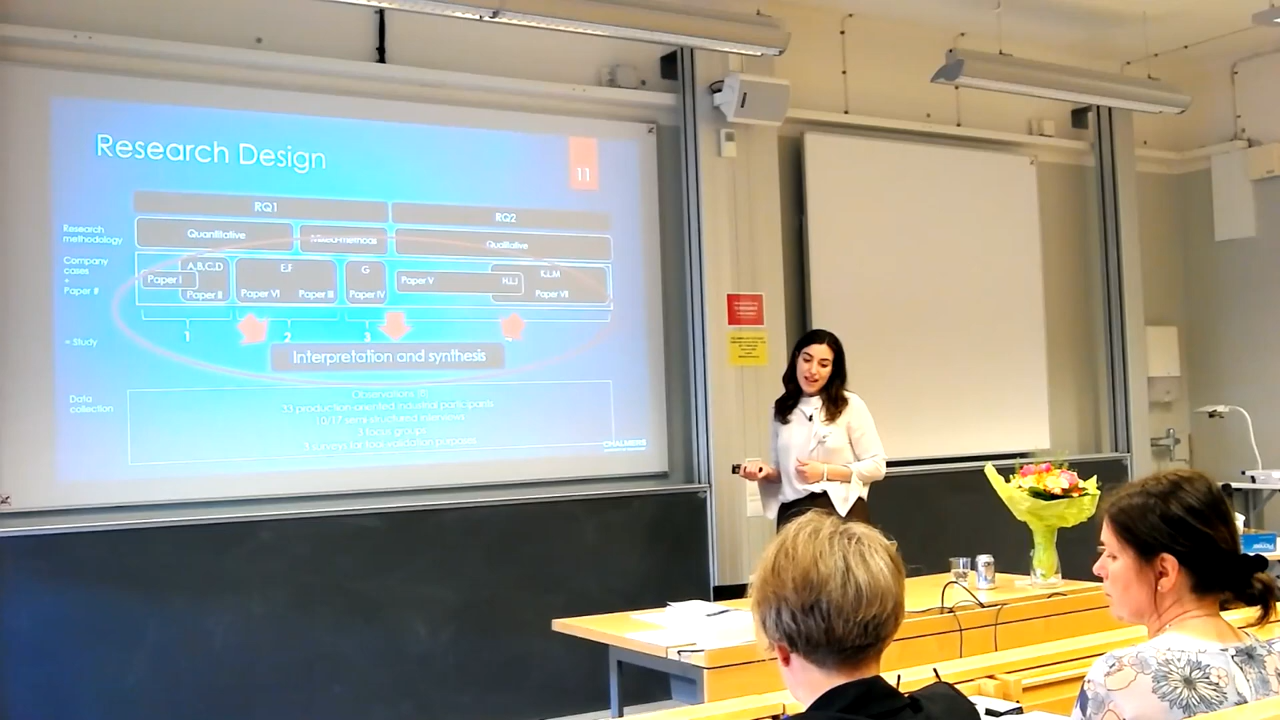 Research Design
11
RQ1
RQ2
Research
methodology
Quantitative
Mixed-methods
Qualitative
Company
cases
+
Paper #
A,B,C,D
E,F
G
K,L,M
Paper I
Paper V
H,I,J
Paper II
Paper VI
Paper III
Paper IV
Paper VII
1
2
3
= Study
Interpretation and synthesis
Data
collection
Observations (6)
33 production-oriented industrial participants
10/17 semi-structured interviews
3 focus groups
3 surveys for tool validation purposes
CHALMERS